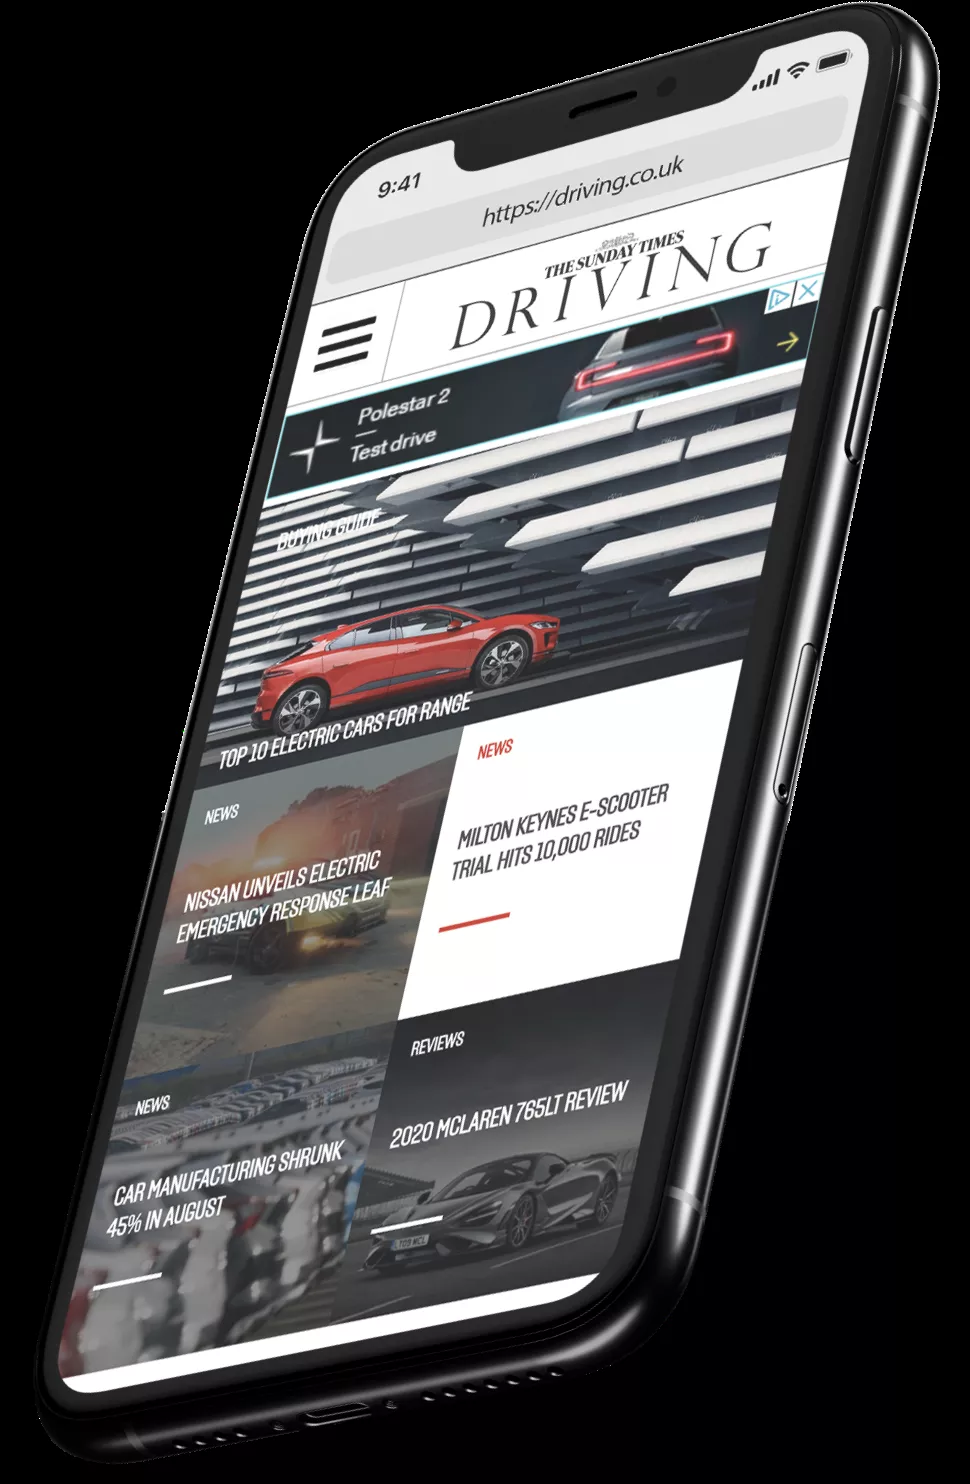 9:41
https://driving.co.uk
THE SUNDAY TIMES
DRIVING
Polestar 2
Test drive
BUYING GUIDE
TOP 10 ELECTRIC CARS FOR RANGE
NEWS
NISSAN UNVEILS ELECTRIC
EMERGENCY RESPONSE LEAF
NEWS
MILTON KEYNES E-SCOOTER
TRIAL HITS 10,000 RIDES
NEWS
CAR MANUFACTURING SHRUNK
45% IN AUGUST
REVIEWS
2020 MCLAREN 765LT REVIEW